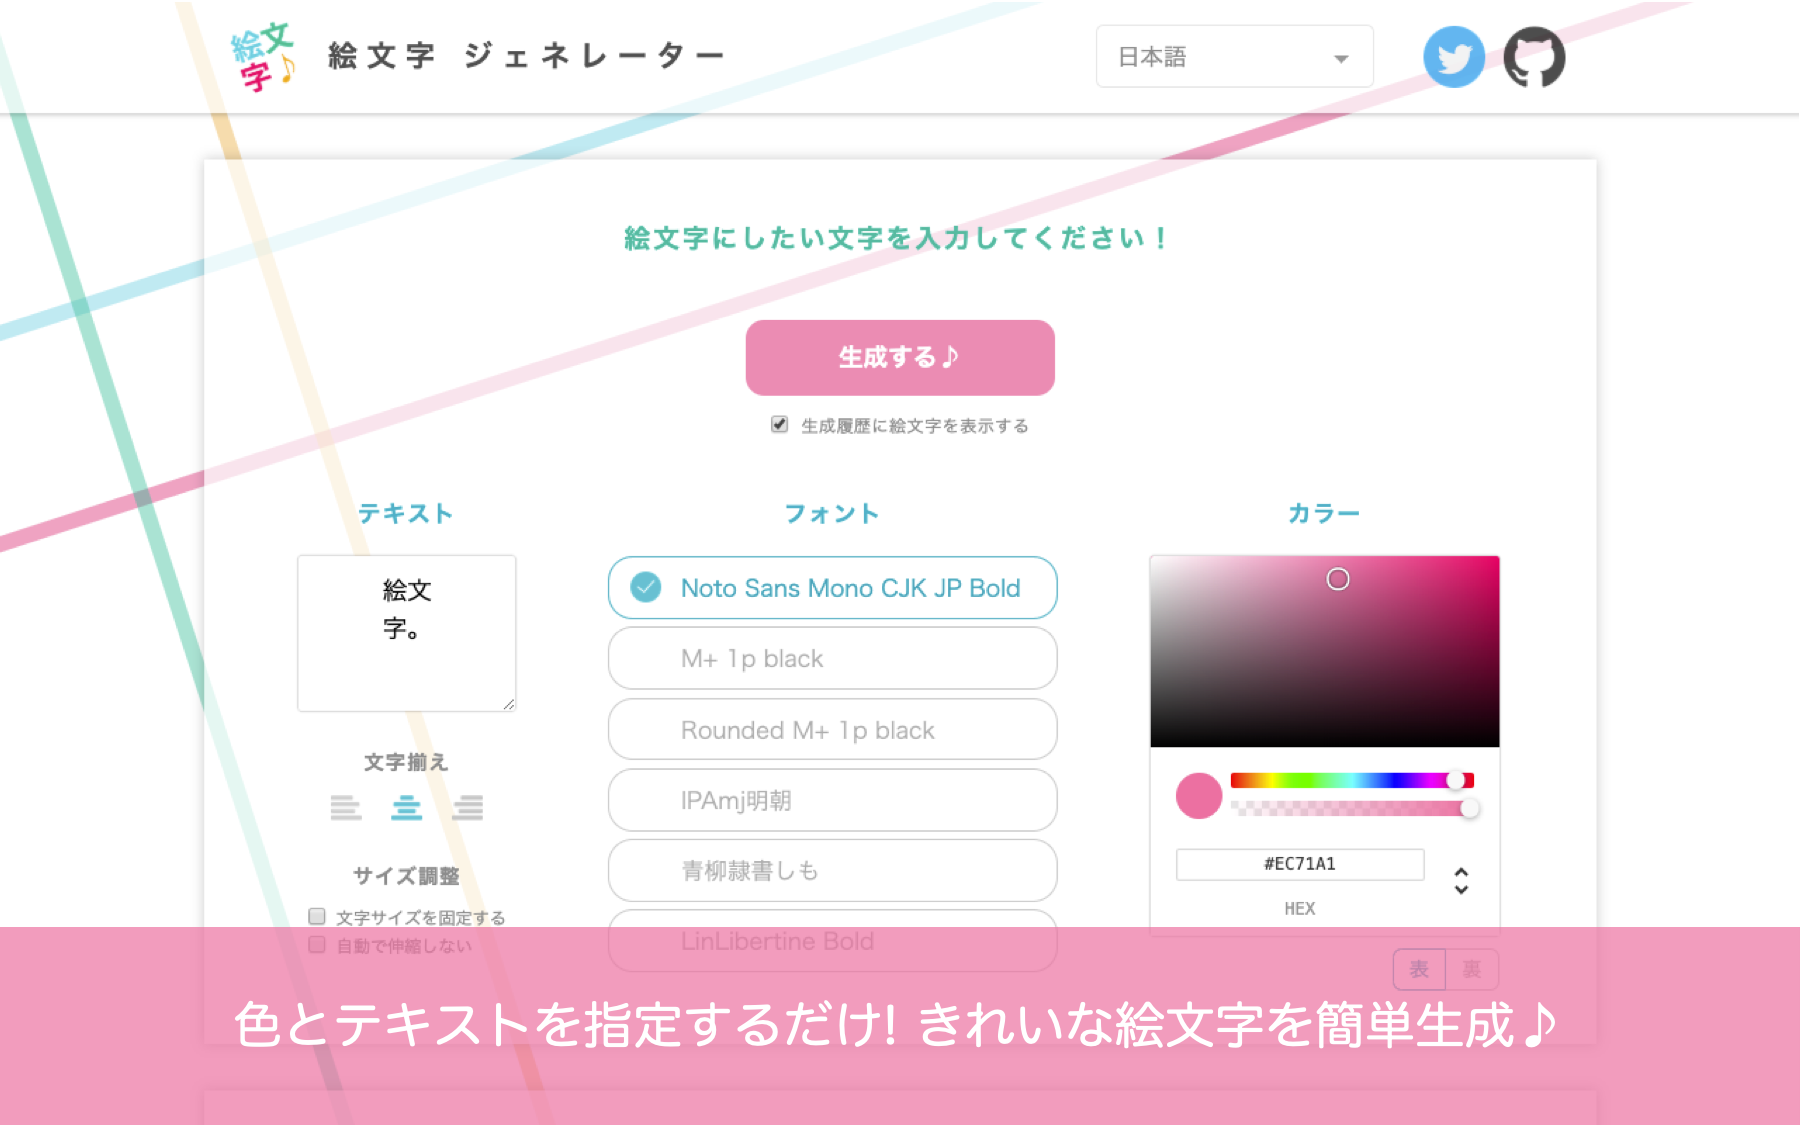 絵文
字♪
絵文字 ジェネレーター
日本語
絵文字にしたい文字を入力してください！
生成する♪
生成履歴に絵文字を表示する
テキスト
絵文
字。
文字揃え
サイズ調整
文字サイズを固定する
自動で伸縮しない
フォント
Noto Sans Mono CJK JP Bold
M+ 1p black
Rounded M+ 1p black
IPAmj明朝
青柳隷書しも
LinLibertine Bold
カラー
#EC71A1
HEX
表 裏
色とテキストを指定するだけ! きれいな絵文字を簡単生成♪